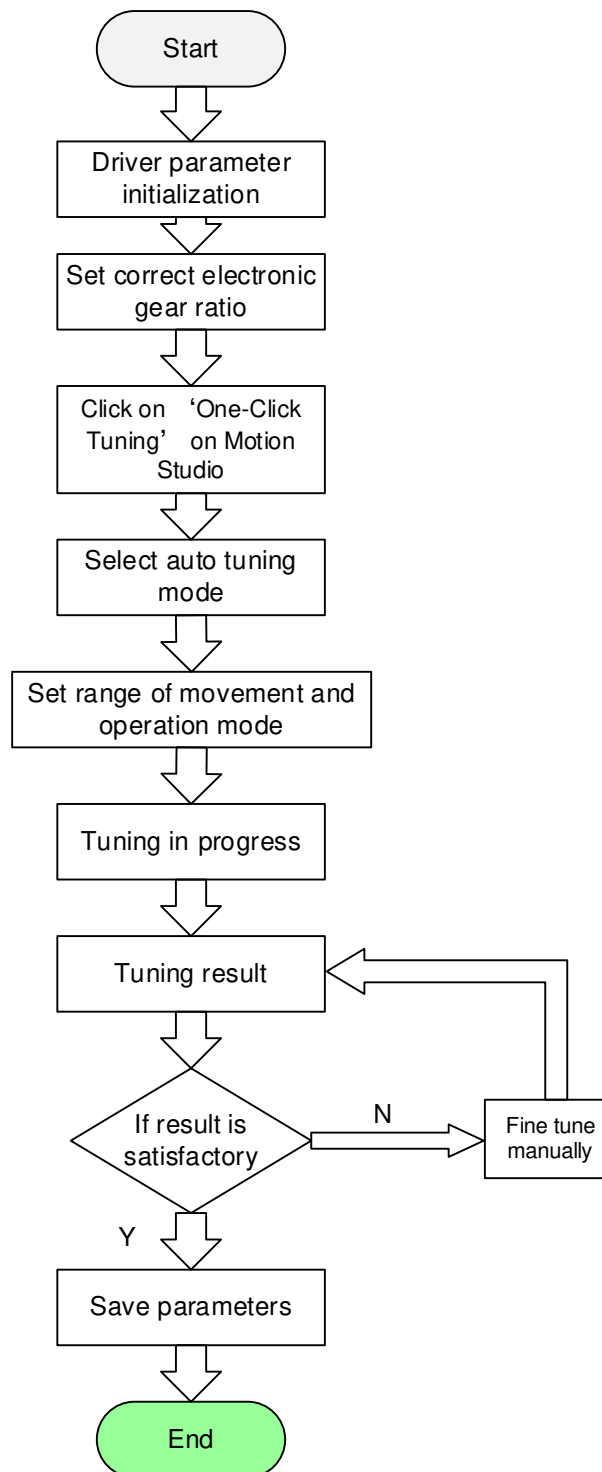 Start
Driver parameter
initialization
Set correct electronic
gear ratio
Click on ‘One-Click
Tuning’ on Motion
Studio
Select auto tuning
mode
Set range of movement and
operation mode
Tuning in progress
Tuning result
If result is
satisfactory
N
Fine tune
manually
Y
Save parameters
End